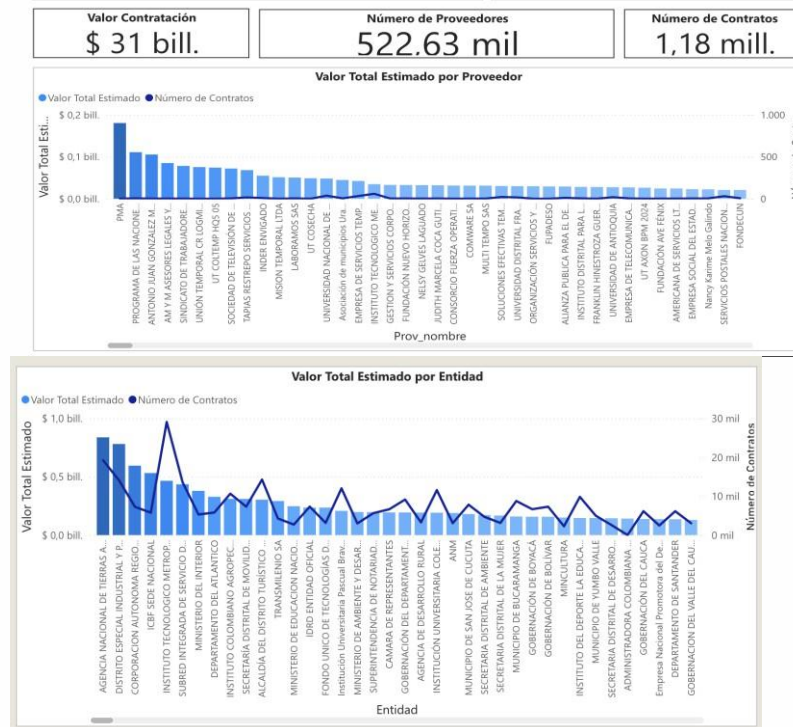 Valor Contratación
$ 31 bill.
Número de Proveedores
522.63 mil
Número de Contratos
1,18 mill.
Valor Total Estimado por Proveedor
Valor Total Estimado Número de Contratos
Valor Total Esti...
$ 0,2 bill.
$ 0,1 bill.
$ 0,0 bill.
1.000
500
0
PMA
PROGRAMA DE LAS NACIONE...
ANTONIO JUAN GONZALEZ M...
AM Y M ASESORES LEGALES Y...
SINDICATO DE TRABAJADORE...
UNIÓN TEMPORAL CR LOGMI...
UT COLTEMP HQS 05
SOCIEDAD DE TELEVISIÓN DE ...
TAPIAS RESTREPO SERVICIOS ...
INDER ENVIGADO
MISION TEMPORAL LTDA
LABORAMOS SAS
UT COSECHA
UNIVERSIDAD NACIONAL DE ...
Asociación de municipios Ura...
EMPRESA DE SERVICIOS TEMP...
INSTITUTO TECNOLOGICO ME...
GESTION Y SERVICIOS CORPO...
FUNDACIÓN NUEVO HORIZO...
NELSY GELVES LAGUADO
JUDITH MARCELA COCA GUTI...
CONSORCIO FUERZA OPERATI...
COMWARE SA
MULTI TEMPO SAS
SOLUCIONES EFECTIVAS TEM...
UNIVERSIDAD DISTRITAL FRA...
ORGANIZACIÓN SERVICIOS Y ...
FUPADESO
ALIANZA PUBLICA PARA EL DE...
INSTITUTO DISTRITAL PARA L...
FRANKLIN HINESTROZA GUER...
UNIVERSIDAD DE ANTIOQUIA
EMPRESA DE TELECOMUNICA...
UT AXON BPM 2024
FUNDACIÓN AVE FÉNIX
AMERICANA DE SERVICIOS LT...
EMPRESA SOCIAL DEL ESTAD...
Nancy Karime Melo Galindo
SERVICIOS POSTALES NACION...
FONDECUN
Prov_nombre
Valor Total Estimado por Entidad
Valor Total Estimado Número de Contratos
Valor Total Estimado
$ 1,0 bill.
$ 0,5 bill.
$ 0,0 bill.
30 mil
20 mil
10 mil
0 mil
Número de Contratos
AGENCIA NACIONAL DE TIERRAS A...
DISTRITO ESPECIAL INDUSTRIAL Y P...
CORPORACION AUTONOMA REGIO...
ICBF SEDE NACIONAL
INSTITUTO TECNOLOGICO METROP...
SUBRED INTEGRADA DE SERVICIO D...
MINISTERIO DEL INTERIOR
DEPARTAMENTO DEL ATLANTICO
INSTITUTO COLOMBIANO AGROPEC...
SECRETARÍA DISTRITAL DE MOVILID...
ALCALDÍA DEL DISTRITO TURÍSTICO ...
TRANSMILENIO SA
MINISTERIO DE EDUCACION NACIO...
IDRD ENTIDAD OFICIAL
FONDO UNICO DE TECNOLOGÍAS D...
Institución Universitaria Pascual Brav...
MINISTERIO DE AMBIENTE Y DESAR...
SUPERINTENDENCIA DE NOTARIAD...
CAMARA DE REPRESENTANTES
GOBERNACIÓN DEL DEPARTAMENT...
AGENCIA DE DESARROLLO RURAL
INSTITUCIÓN UNIVERSITARIA COLE...
ANM
MUNICIPIO DE SAN JOSE DE CUCUTA
SECRETARIA DISTRITAL DE AMBIENTE
SECRETARIA DISTRITAL DE LA MUJER
MUNICIPIO DE BUCARAMANGA
GOBERNACIÓN DE BOYACÁ
GOBERNACIÓN DE BOLÍVAR
MINCULTURA
INSTITUTO DEL DEPORTE LA EDUCA...
MUNICIPIO DE YUMBO VALLE
SECRETARIA DISTRITAL DE DESARRO...
ADMINISTRADORA COLOMBIANA ...
GOBERNACIÓN DEL CAUCA
Empresa Nacional Promotora del De...
DEPARTAMENTO DE SANTANDER
GOBERNACION DEL VALLE DEL CAU...
Entidad